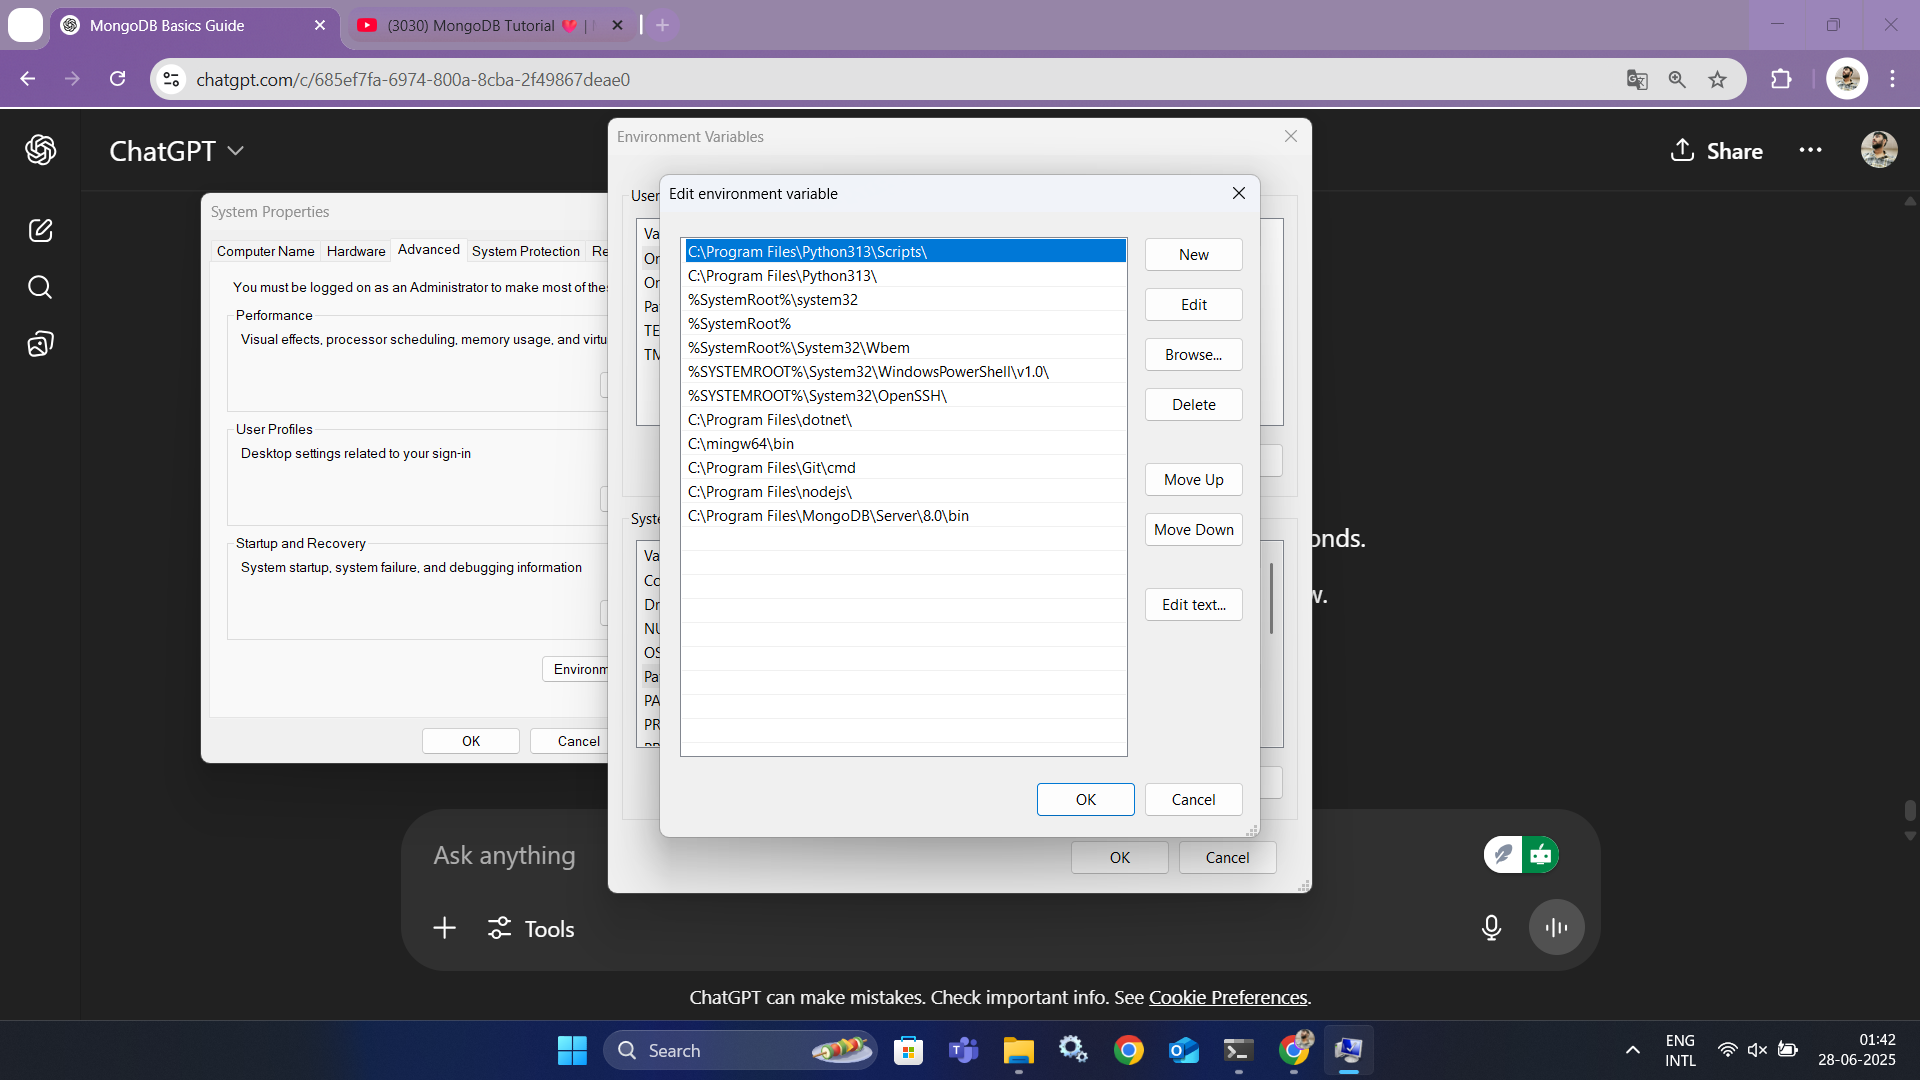 MongoDB Basics Guide
(3030) MongoDB Tutorial 💖 |
chatgpt.com/c/685ef7fa-6974-800a-8cba-2f49867deae0
ChatGPT
Share
System Properties
Computer Name
Hardware
Advanced
System Protection
Re
You must be logged on as an Administrator to make most of the
Performance
Visual effects, processor scheduling, memory usage, and virtu
User Profiles
Desktop settings related to your sign-in
Startup and Recovery
System startup, system failure, and debugging information
Environm
OK
Cancel
Environment Variables
User
Va
On
On
Pa
TE
TM
Syste
Va
Co
Dr
NU
OS
Pa
PA
PR
OK
Cancel
Edit environment variable
C:\Program Files\Python313\Scripts\
C:\Program Files\Python313\
%SystemRoot%\system32
%SystemRoot%
%SystemRoot%\System32\Wbem
%SYSTEMROOT%\System32\WindowsPowerShell\v1.0\
%SYSTEMROOT%\System32\OpenSSH\
C:\Program Files\dotnet\
C:\mingw64\bin
C:\Program Files\Git\cmd
C:\Program Files\nodejs\
C:\Program Files\MongoDB\Server\8.0\bin
New
Edit
Browse...
Delete
Move Up
Move Down
Edit text...
OK
Cancel
onds.
w.
Ask anything
Tools
ChatGPT can make mistakes. Check important info. See Cookie Preferences.
Search
ENG
INTL
01:42
28-06-2025